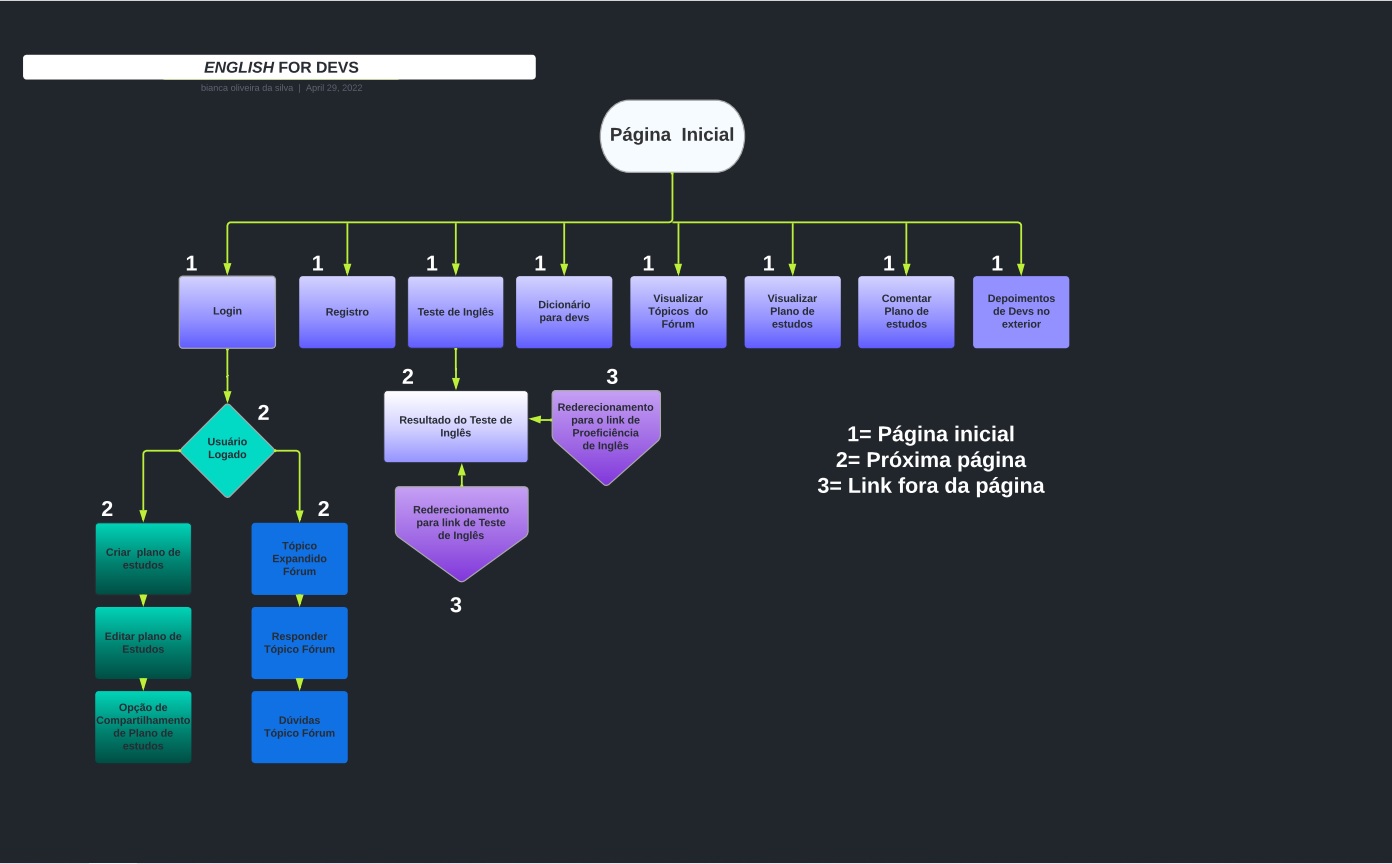 ENGLISH FOR DEVS
bianca oliveira da silva | April 29, 2022
Página Inicial
1
1
1
1
1
1
1
1
Login
Registro
Teste de Inglês
Dicionário
para devs
Visualizar
Tópicos do
Fórum
Visualizar
Plano de
estudos
Comentar
Plano de
estudos
Depoimentos
de Devs no
exterior
2
Usuário
Logado
2
Resultado do Teste de
Inglês
3
Rederecionamento
para o link de
Proeficiência
de Inglês
Rederecionamento
para link de Teste
de Inglês
3
1= Página inicial
2= Próxima página
3= Link fora da página
2
Criar plano de
estudos
Editar plano de
Estudos
Opção de
Compartilhamento
de Plano de
estudos
2
Tópico
Expandido
Fórum
Responder
Tópico Fórum
Dúvidas
Tópico Fórum